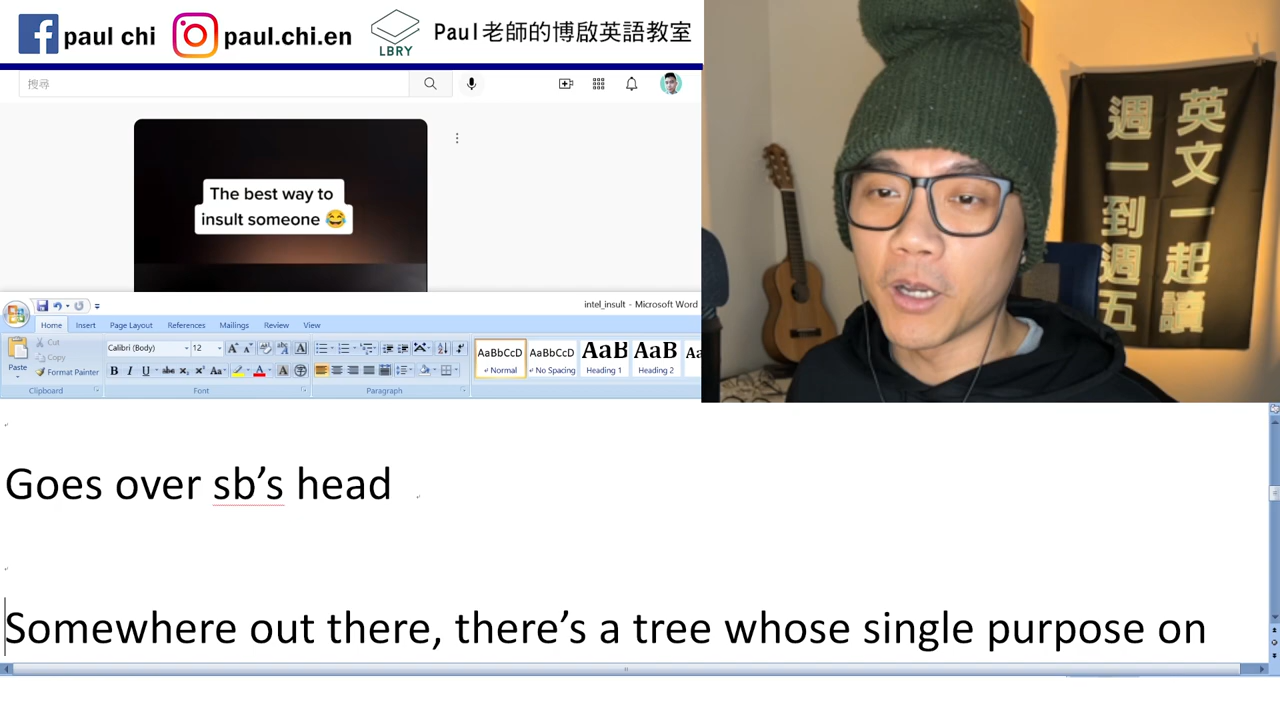 paul chi
paul.chi.en
LBRY
Paul老師的博啟英語教室
搜尋
The best way to
insult someone 😂
intel_insult - Microsoft Word
Home Insert Page Layout References Mailings Review View
Paste
Cut
Copy
Format Painter
Clipboard
Calibri (Body) 12
Font
Paragraph
AaBbCcD AaBbCcD AaBb AaBb Aa
Normal No Spacing Heading 1 Heading 2
Goes over sb’s head
Somewhere out there, there’s a tree whose single purpose on
英文一起讀
週一到週五